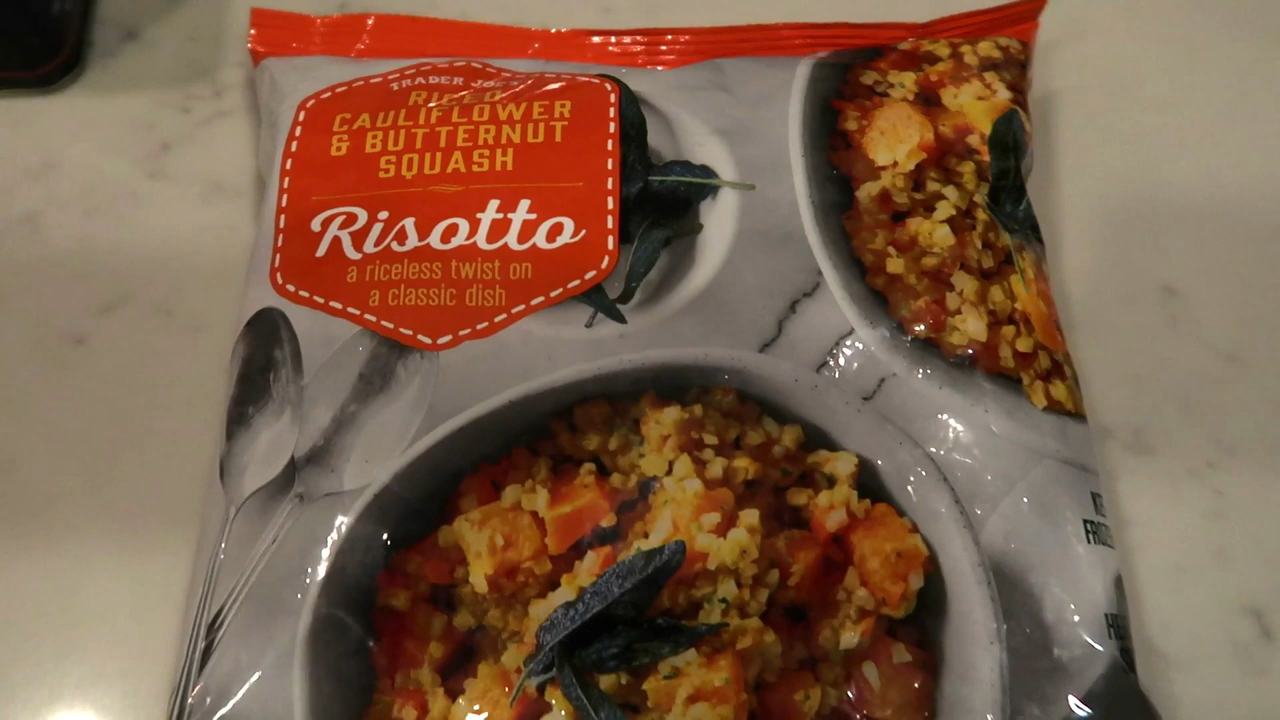 TRADER JOE'S
RICED
CAULIFLOWER
& BUTTERNUT
SQUASH
Risotto
a riceless twist on
a classic dish